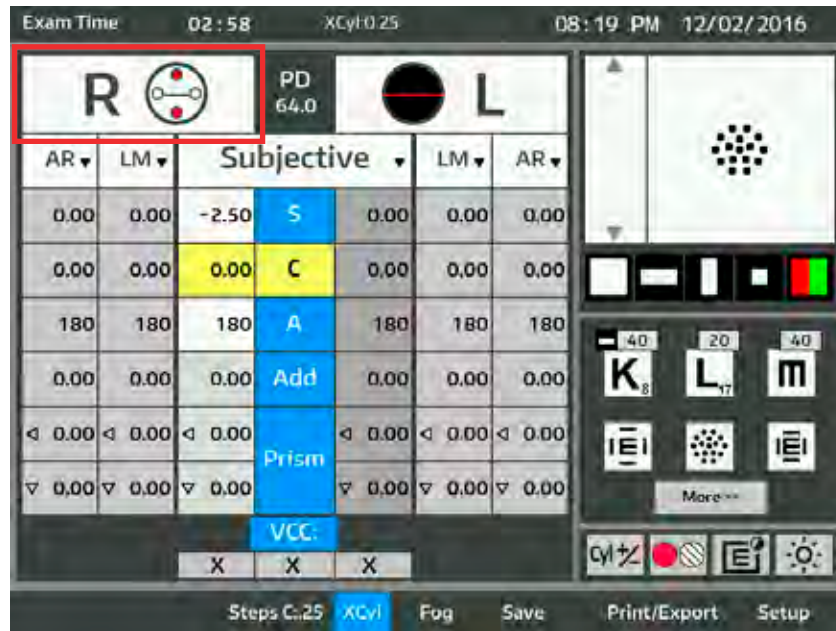 Exam Time 02:58 XCyl:0.25 08:19 PM 12/02/2016
R PD 64.0 L
AR LM Subjective LM AR
0.00 0.00 -2.50 S 0.00 0.00 0.00
0.00 0.00 0.00 C 0.00 0.00 0.00
180 180 180 A 180 180 180
0.00 0.00 0.00 Add 0.00 0.00 0.00
0.00 0.00 0.00 Prism 0.00 0.00 0.00
0.00 0.00 0.00 0.00 0.00 0.00
VCC:
X X X
40 20 40
K 8 L 17 m
E E
More
Cyl +/- E
Steps C:.25 XCyl Fog Save Print/Export Setup